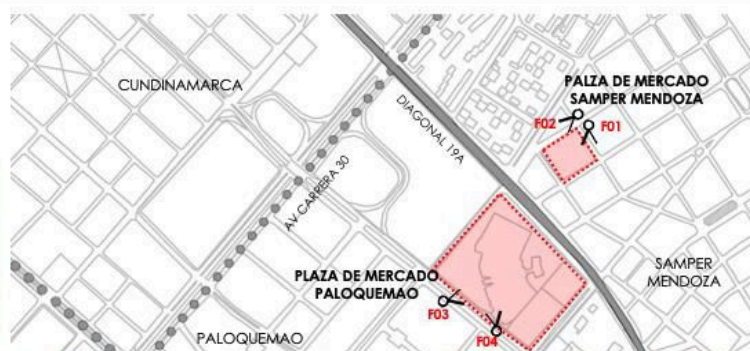 CUNDINAMARCA
PALZA DE MERCADO
SAMPER MENDOZA
F02
F01
DIAGONAL 19A
AV CARRERA 30
PLAZA DE MERCADO
PALOQUEMAO
F03
F04
SAMPER
MENDOZA
PALOQUEMAO